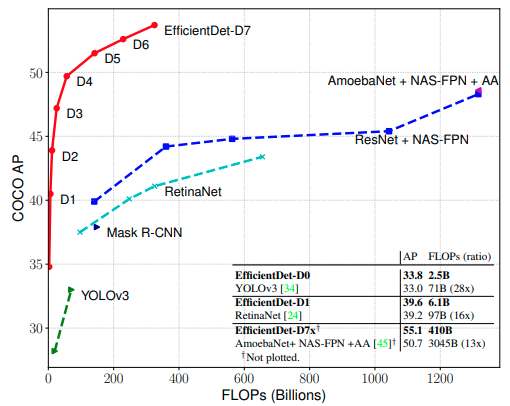 EfficientDet-D7
D6
D5
D4
AmoebaNet + NAS-FPN + AA
D3
ResNet + NAS-FPN
D2
D1
RetinaNet
Mask R-CNN
YOLOv3
COCO AP
50
45
40
35
30
0 200 400 600 800 1000 1200
FLOPs (Billions)
AP FLOPs (ratio)
EfficientDet-D0 33.8 2.5B
YOLOv3 [34] 33.0 71B (28x)
EfficientDet-D1 39.6 6.1B
RetinaNet [24] 39.2 97B (16x)
EfficientDet-D7x† 55.1 410B
AmoebaNet+ NAS-FPN +AA [45]† 50.7 3045B (13x)
†Not plotted.